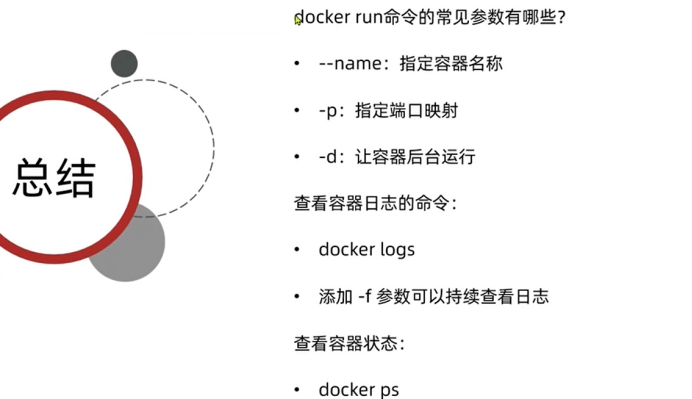 总结
docker run命令的常见参数有哪些？
• --name：指定容器名称
• -p：指定端口映射
• -d：让容器后台运行
查看容器日志的命令：
• docker logs
• 添加 -f 参数可以持续查看日志
查看容器状态：
• docker ps